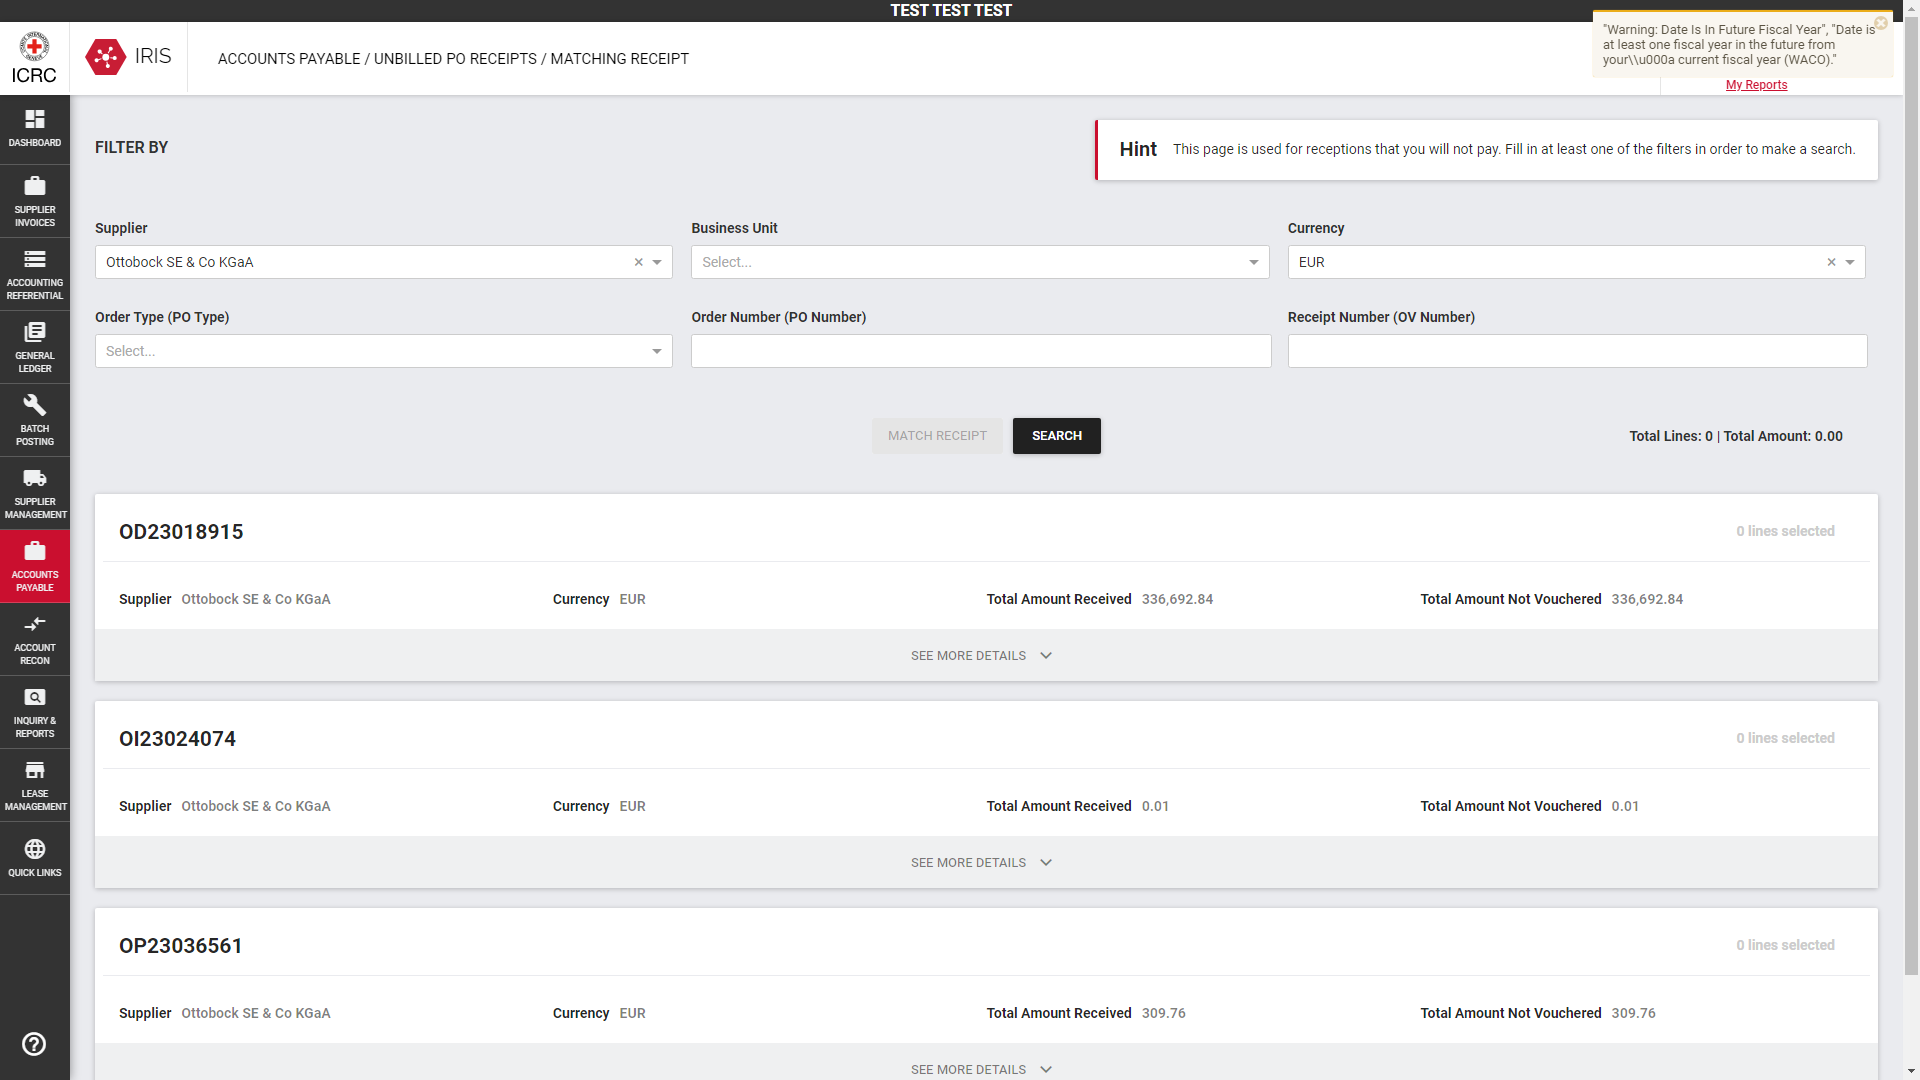 TEST TEST TEST
ICRC
IRIS
ACCOUNTS PAYABLE / UNBILLED PO RECEIPTS / MATCHING RECEIPT
"Warning: Date Is In Future Fiscal Year", "Date is
at least one fiscal year in the future from
your\\u000a current fiscal year (WACO)."
My Reports
DASHBOARD
SUPPLIER
INVOICES
ACCOUNTING
REFERENTIAL
GENERAL
LEDGER
BATCH
POSTING
SUPPLIER
MANAGEMENT
ACCOUNTS
PAYABLE
ACCOUNT
RECON
INQUIRY &
REPORTS
LEASE
MANAGEMENT
QUICK LINKS
FILTER BY
Hint This page is used for receptions that you will not pay. Fill in at least one of the filters in order to make a search.
Supplier
Ottobock SE & Co KGaA
Business Unit
Select...
Currency
EUR
Order Type (PO Type)
Select...
Order Number (PO Number)
Receipt Number (OV Number)
MATCH RECEIPT
SEARCH
Total Lines: 0 | Total Amount: 0.00
OD23018915
0 lines selected
Supplier Ottobock SE & Co KGaA Currency EUR Total Amount Received 336,692.84 Total Amount Not Vouchered 336,692.84
SEE MORE DETAILS
OI23024074
0 lines selected
Supplier Ottobock SE & Co KGaA Currency EUR Total Amount Received 0.01 Total Amount Not Vouchered 0.01
SEE MORE DETAILS
OP23036561
0 lines selected
Supplier Ottobock SE & Co KGaA Currency EUR Total Amount Received 309.76 Total Amount Not Vouchered 309.76
SEE MORE DETAILS